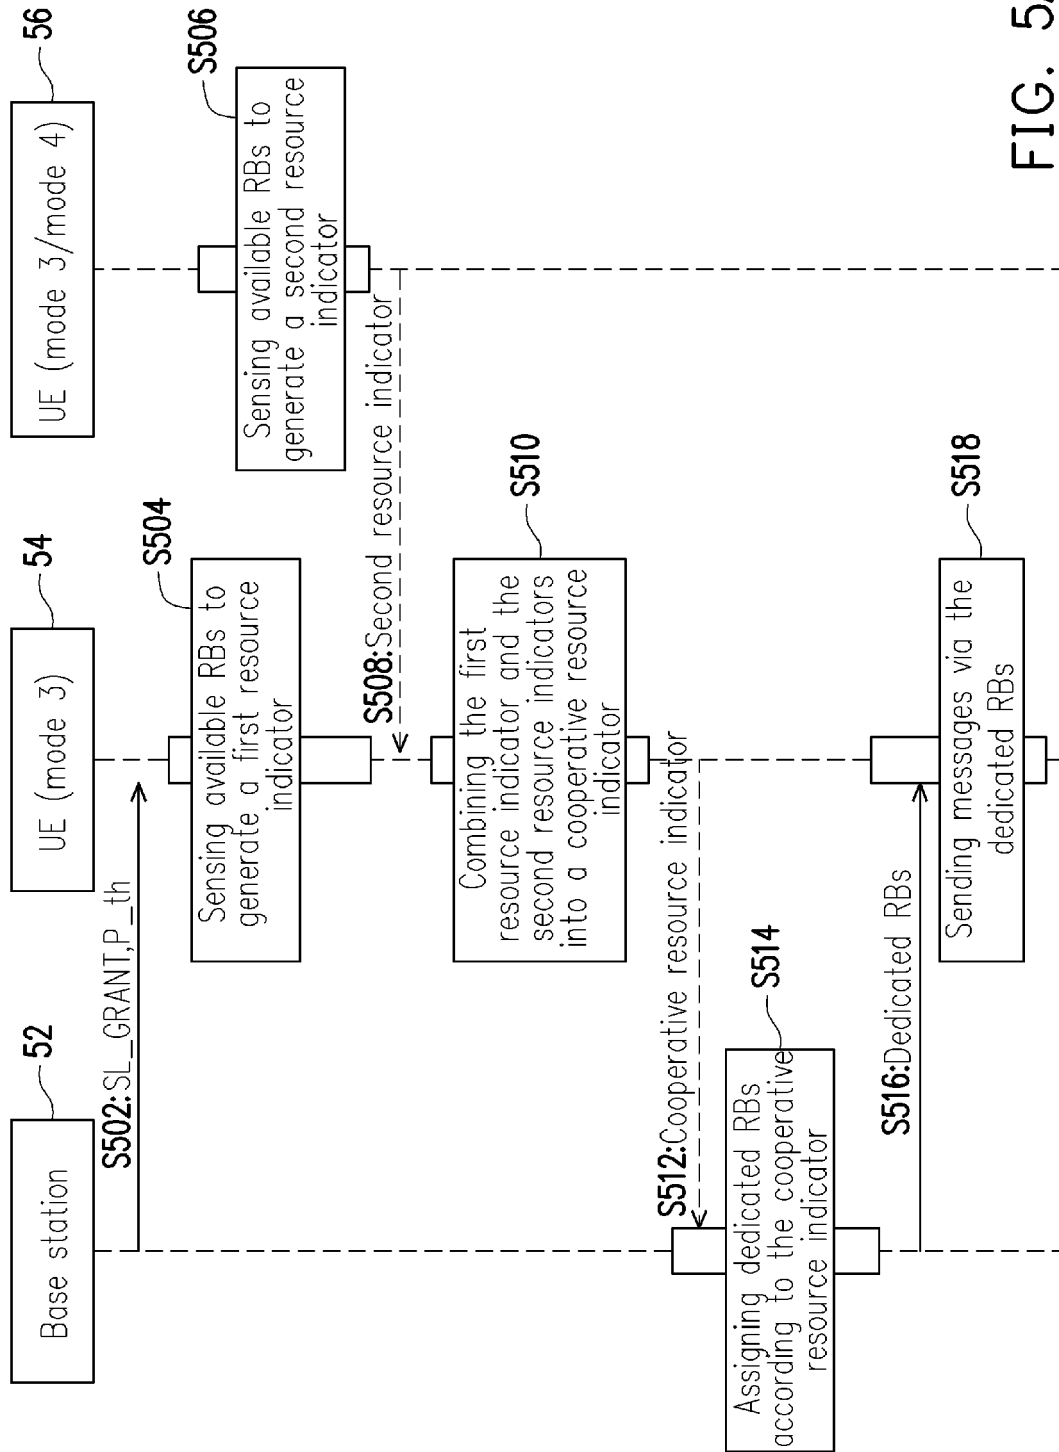 Base station
52
UE (mode 3)
54
UE (mode 3/mode 4)
56
S502:SL_GRANT,P_th
S504
Sensing available RBs to
generate a first resource
indicator
S506
Sensing available RBs to
generate a second resource
indicator
S508:Second resource indicator
S510
Combining the first
resource indicator and the
second resource indicators
into a cooperative resource
indicator
S512:Cooperative resource indicator
S514
Assigning dedicated RBs
according to the cooperative
resource indicator
S516:Dedicated RBs
S518
Sending messages via the
dedicated RBs
FIG.